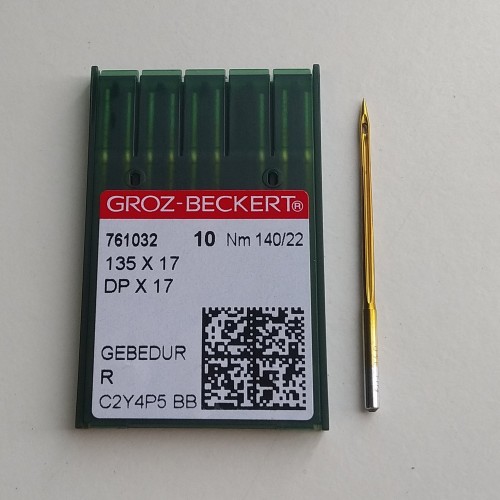 GROZ-BECKERT®
761032 10 Nm 140/22
135 X 17
DP X 17
GEBEDUR
R
C2Y4P5 BB